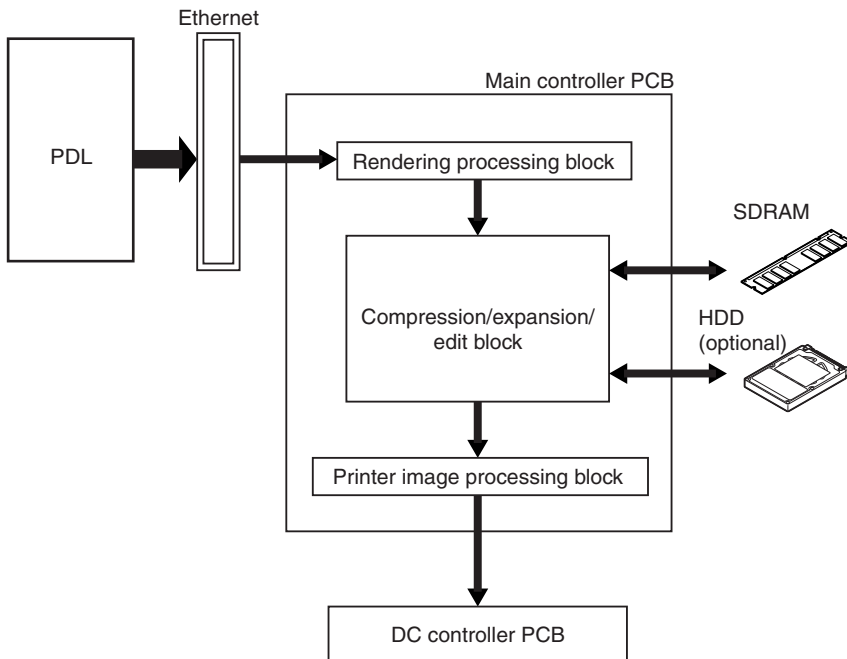 Ethernet
Main controller PCB
PDL
Rendering processing block
SDRAM
Compression/expansion/
edit block
HDD
(optional)
Printer image processing block
DC controller PCB